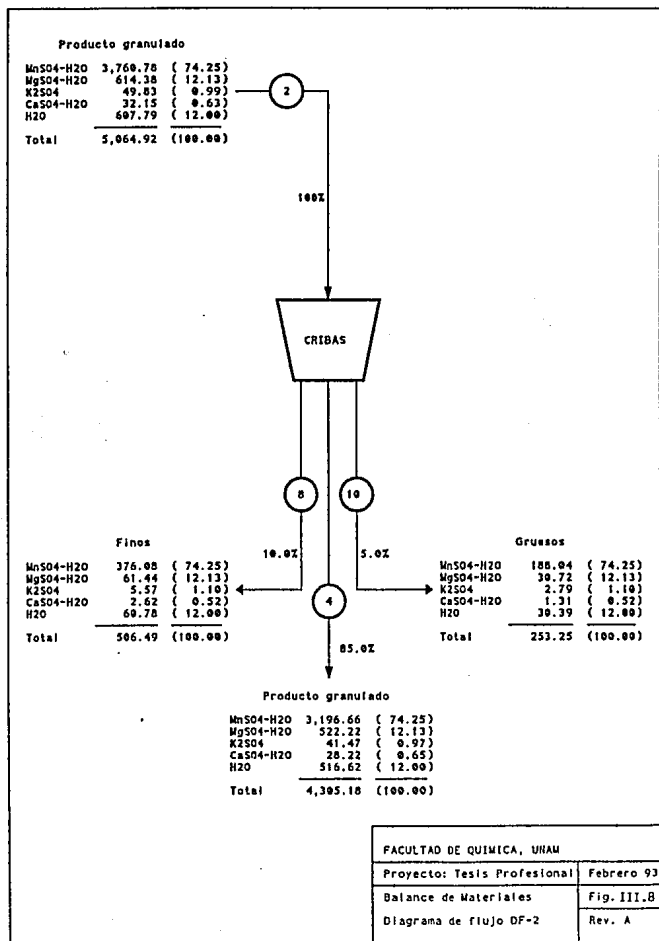 Producto granulado
MnSO4-H2O 3,760.78 ( 74.25)
MgSO4-H2O 614.38 ( 12.13)
K2SO4 49.83 ( 0.99)
CaSO4-H2O 32.15 ( 0.63)
H2O 607.79 ( 12.00)
Total 5,064.92 (100.00)
2
100%
CRIBAS
8
10
Finos
MnSO4-H2O 376.08 ( 74.25)
MgSO4-H2O 61.44 ( 12.13)
K2SO4 5.57 ( 1.10)
CaSO4-H2O 2.62 ( 0.52)
H2O 60.78 ( 12.00)
Total 506.49 (100.00)
10.0%
5.0%
Gruesos
MnSO4-H2O 188.04 ( 74.25)
MgSO4-H2O 30.72 ( 12.13)
K2SO4 2.79 ( 1.10)
CaSO4-H2O 1.31 ( 0.52)
H2O 30.39 ( 12.00)
Total 253.25 (100.00)
4
85.0%
Producto granulado
MnSO4-H2O 3,196.66 ( 74.25)
MgSO4-H2O 522.22 ( 12.13)
K2SO4 41.47 ( 0.97)
CaSO4-H2O 28.22 ( 0.65)
H2O 516.62 ( 12.00)
Total 4,305.18 (100.00)
FACULTAD DE QUIMICA, UNAM
Proyecto: Tesis Profesional Febrero 93
Balance de Materiales Fig. III.8
Diagrama de flujo DF-2 Rev. A